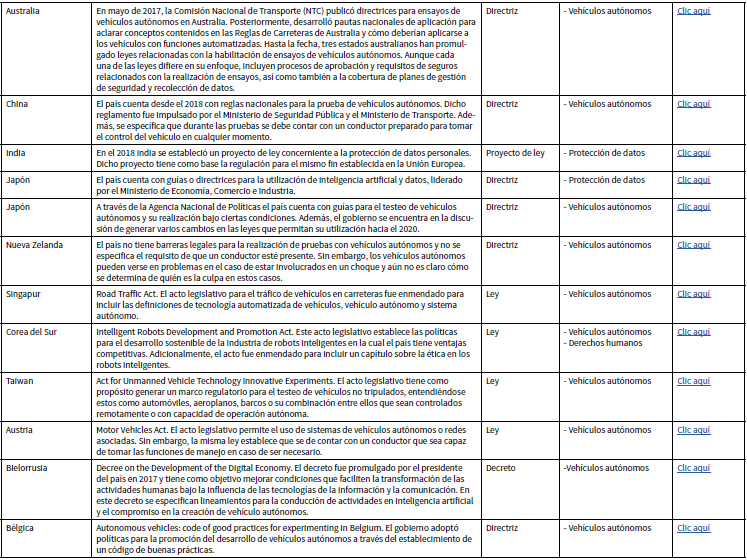 Australia
En mayo de 2017, la Comisión Nacional de Transporte (NTC) publicó directrices para ensayos de
vehículos autónomos en Australia. Posteriormente, desarrolló pautas nacionales de aplicación para
aclarar conceptos contenidos en las Reglas de Carreteras de Australia y cómo deberían aplicarse a
los vehículos con funciones automatizadas. Hasta la fecha, tres estados australianos han promul-
gado leyes relacionadas con la habilitación de ensayos de vehículos autónomos. Aunque cada
una de las leyes difiere en su enfoque, incluyen procesos de aprobación y requisitos de seguros
relacionados con la realización de ensayos, así como también a la cobertura de planes de gestión
de seguridad y recolección de datos.
Directriz
- Vehículos autónomos
Clic aquí
China
El país cuenta desde el 2018 con reglas nacionales para la prueba de vehículos autónomos. Dicho
reglamento fue impulsado por el Ministerio de Seguridad Pública y el Ministerio de Transporte. Ade-
más, se especifica que durante las pruebas se debe contar con un conductor preparado para tomar
el control del vehículo en cualquier momento.
Directriz
- Vehículos autónomos
Clic aquí
India
En el 2018 India se estableció un proyecto de ley concerniente a la protección de datos personales.
Dicho proyecto tiene como base la regulación para el mismo fin establecida en la Unión Europea.
Proyecto de ley
- Protección de datos
Clic aquí
Japón
El país cuenta con guías o directrices para la utilización de inteligencia artificial y datos, liderado
por el Ministerio de Economía, Comercio e Industria.
Directriz
- Protección de datos
Clic aquí
Japón
A través de la Agencia Nacional de Políticas el país cuenta con guías para el testeo de vehículos
autónomos y su realización bajo ciertas condiciones. Además, el gobierno se encuentra en la discu-
sión de generar varios cambios en las leyes que permitan su utilización hacia el 2020.
Directriz
- Vehículos autónomos
Clic aquí
Nueva Zelanda
El país no tiene barreras legales para la realización de pruebas con vehículos autónomos y no se
especifica el requisito de que un conductor esté presente. Sin embargo, los vehículos autónomos
pueden verse en problemas en el caso de estar involucrados en un choque y aún no es claro cómo
se determina de quién es la culpa en estos casos.
Directriz
- Vehículos autónomos
Clic aquí
Singapur
Road Traffic Act. El acto legislativo para el tráfico de vehículos en carreteras fue enmendado para
incluir las definiciones de tecnología automatizada de vehículos, vehículo autónomo y sistema
autónomo.
Ley
- Vehículos autónomos
Clic aquí
Corea del Sur
Intelligent Robots Development and Promotion Act. Este acto legislativo establece las políticas
para el desarrollo sostenible de la industria de robots inteligentes en la cual el país tiene ventajas
competitivas. Adicionalmente, el acto fue enmendado para incluir un capítulo sobre la ética en los
robots inteligentes.
Ley
- Vehículos autónomos
- Derechos humanos
Clic aquí
Taiwan
Act for Unmanned Vehicle Technology Innovative Experiments. El acto legislativo tiene como
propósito generar un marco regulatorio para el testeo de vehículos no tripulados, entendiéndose
estos como automóviles, aeroplanos, barcos o su combinación entre ellos que sean controlados
remotamente o con capacidad de operación autónoma.
Ley
- Vehículos autónomos
Clic aquí
Austria
Motor Vehicles Act. El acto legislativo permite el uso de sistemas de vehículos autónomos o redes
asociadas. Sin embargo, la misma ley establece que se de contar con un conductor que sea capaz
de tomar las funciones de manejo en caso de ser necesario.
Ley
- Vehículos autónomos
Clic aquí
Bielorrusia
Decree on the Development of the Digital Economy. El decreto fue promulgado por el presidente
del país en 2017 y tiene como objetivo mejorar condiciones que faciliten la transformación de las
actividades humanas bajo la influencia de las tecnologías de la información y la comunicación. En
este decreto se especifican lineamientos para la conducción de actividades en inteligencia artificial
y el compromiso en la creación de vehículo autónomos.
Decreto
-Vehículos autónomos
Clic aquí
Bélgica
Autonomous vehicles: code of good practices for experimenting in Belgium. El gobierno adoptó
políticas para la promoción del desarrollo de vehículos autónomos a través del establecimiento de
un código de buenas prácticas.
Directriz
- Vehículos autónomos
Clic aquí